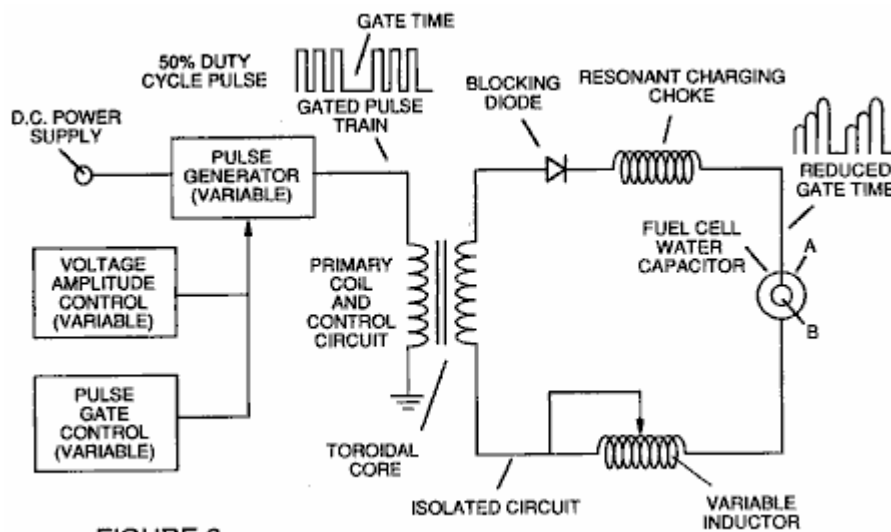 50% DUTY
CYCLE PULSE
GATE TIME
GATED PULSE
TRAIN
D.C. POWER
SUPPLY
PULSE
GENERATOR
(VARIABLE)
VOLTAGE
AMPLITUDE
CONTROL
(VARIABLE)
PULSE
GATE
CONTROL
(VARIABLE)
PRIMARY
COIL
AND
CONTROL
CIRCUIT
TOROIDAL
CORE
BLOCKING
DIODE
RESONANT CHARGING
CHOKE
REDUCED
GATE TIME
FUEL CELL
WATER
CAPACITOR
A
B
ISOLATED CIRCUIT
VARIABLE
INDUCTOR